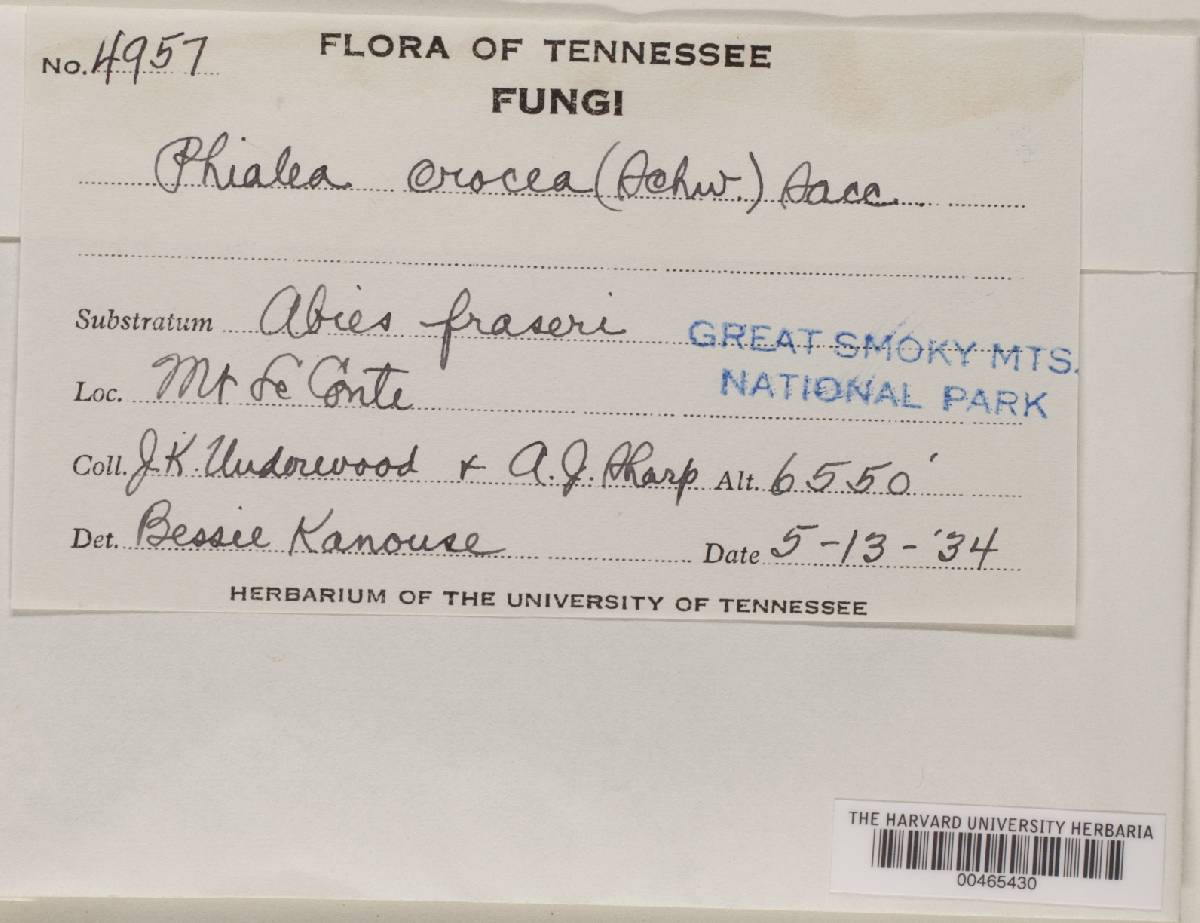 No. 4957
FLORA OF TENNESSEE
FUNGI
Phialea crocea (Schw.) Sacc.
Substratum Abies fraseri
GREAT SMOKY MTS.
NATIONAL PARK
Loc. Mt Le Conte
Coll. J.K. Underwood & A.J. Sharp Alt. 6550'
Det. Bessie Kanouse Date 5-13-'34
HERBARIUM OF THE UNIVERSITY OF TENNESSEE
THE HARVARD UNIVERSITY HERBARIA
00465430